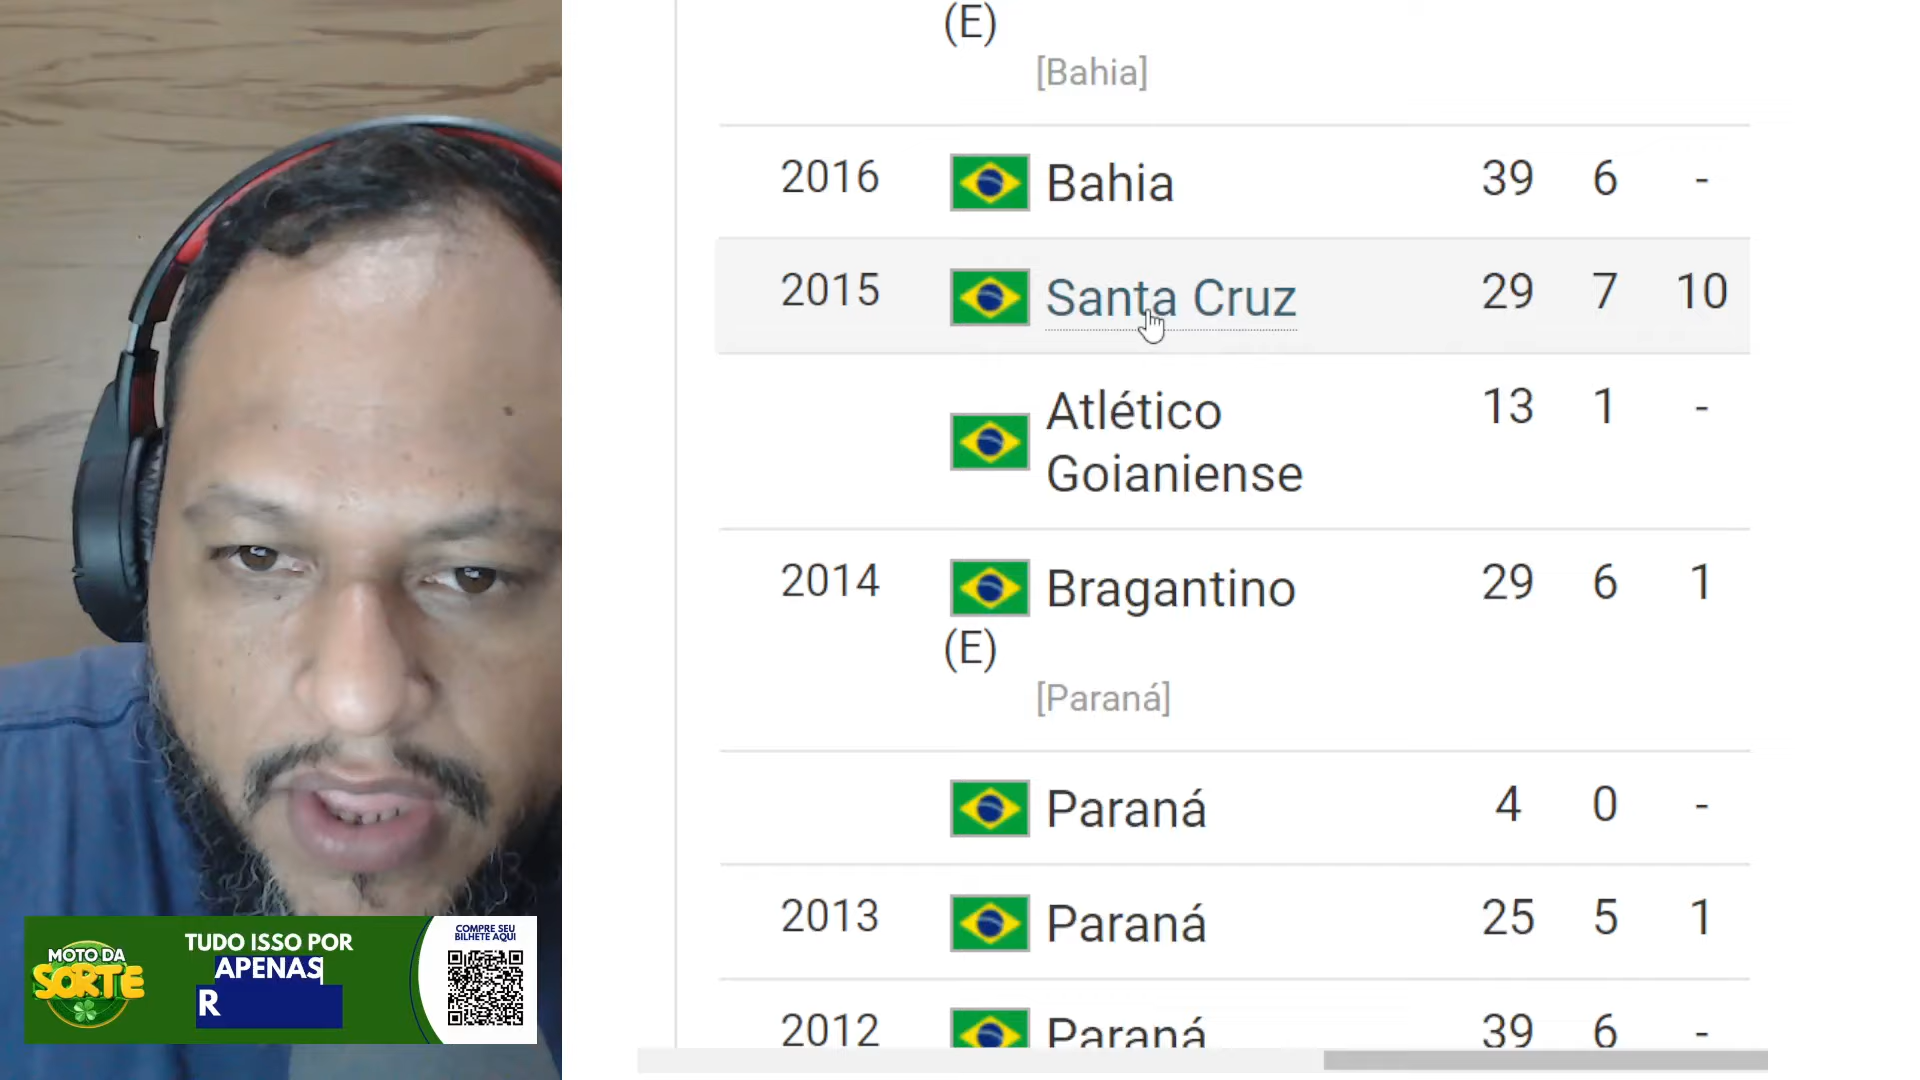 (E)
[Bahia]
2016 Bahia 39 6 -
2015 Santa Cruz 29 7 10
Atlético
Goianiense 13 1 -
2014 Bragantino 29 6 1
(E)
[Paraná]
Paraná 4 0 -
2013 Paraná 25 5 1
2012 Paraná 39 6 -
MOTO DA
SORTE
TUDO ISSO POR
APENAS
R
COMPRE SEU
BILHETE AQUI